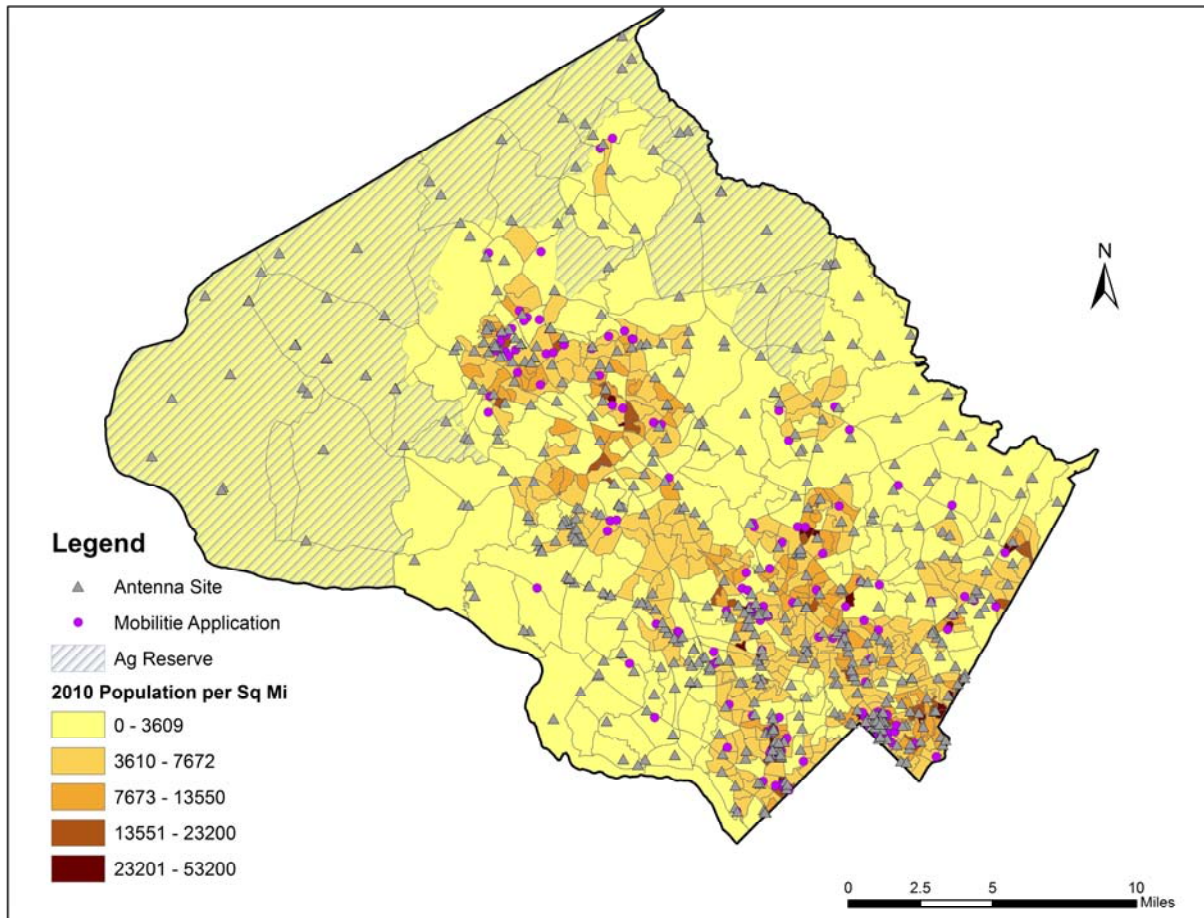 N
Legend
Antenna Site
Mobilitie Application
Ag Reserve
2010 Population per Sq Mi
0 - 3609
3610 - 7672
7673 - 13550
13551 - 23200
23201 - 53200
0 2.5 5 10
Miles